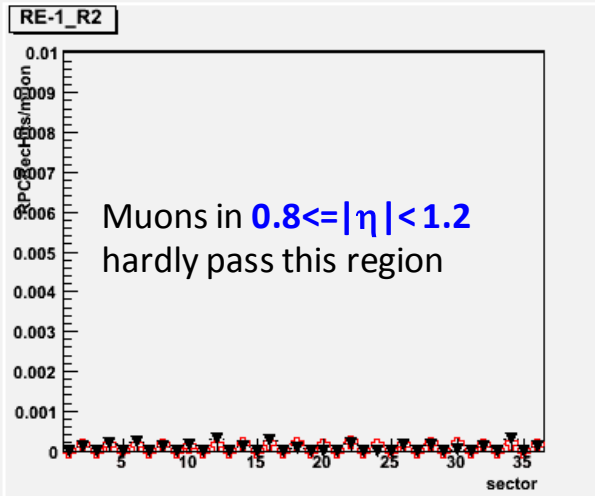 RE-1_R2
0.01
RPCRecHits/muon
0.009
0.008
0.007
0.006
0.005
0.004
0.003
0.002
0.001
0
Muons in 0.8<=|η|< 1.2
hardly pass this region
5 10 15 20 25 30 35
sector